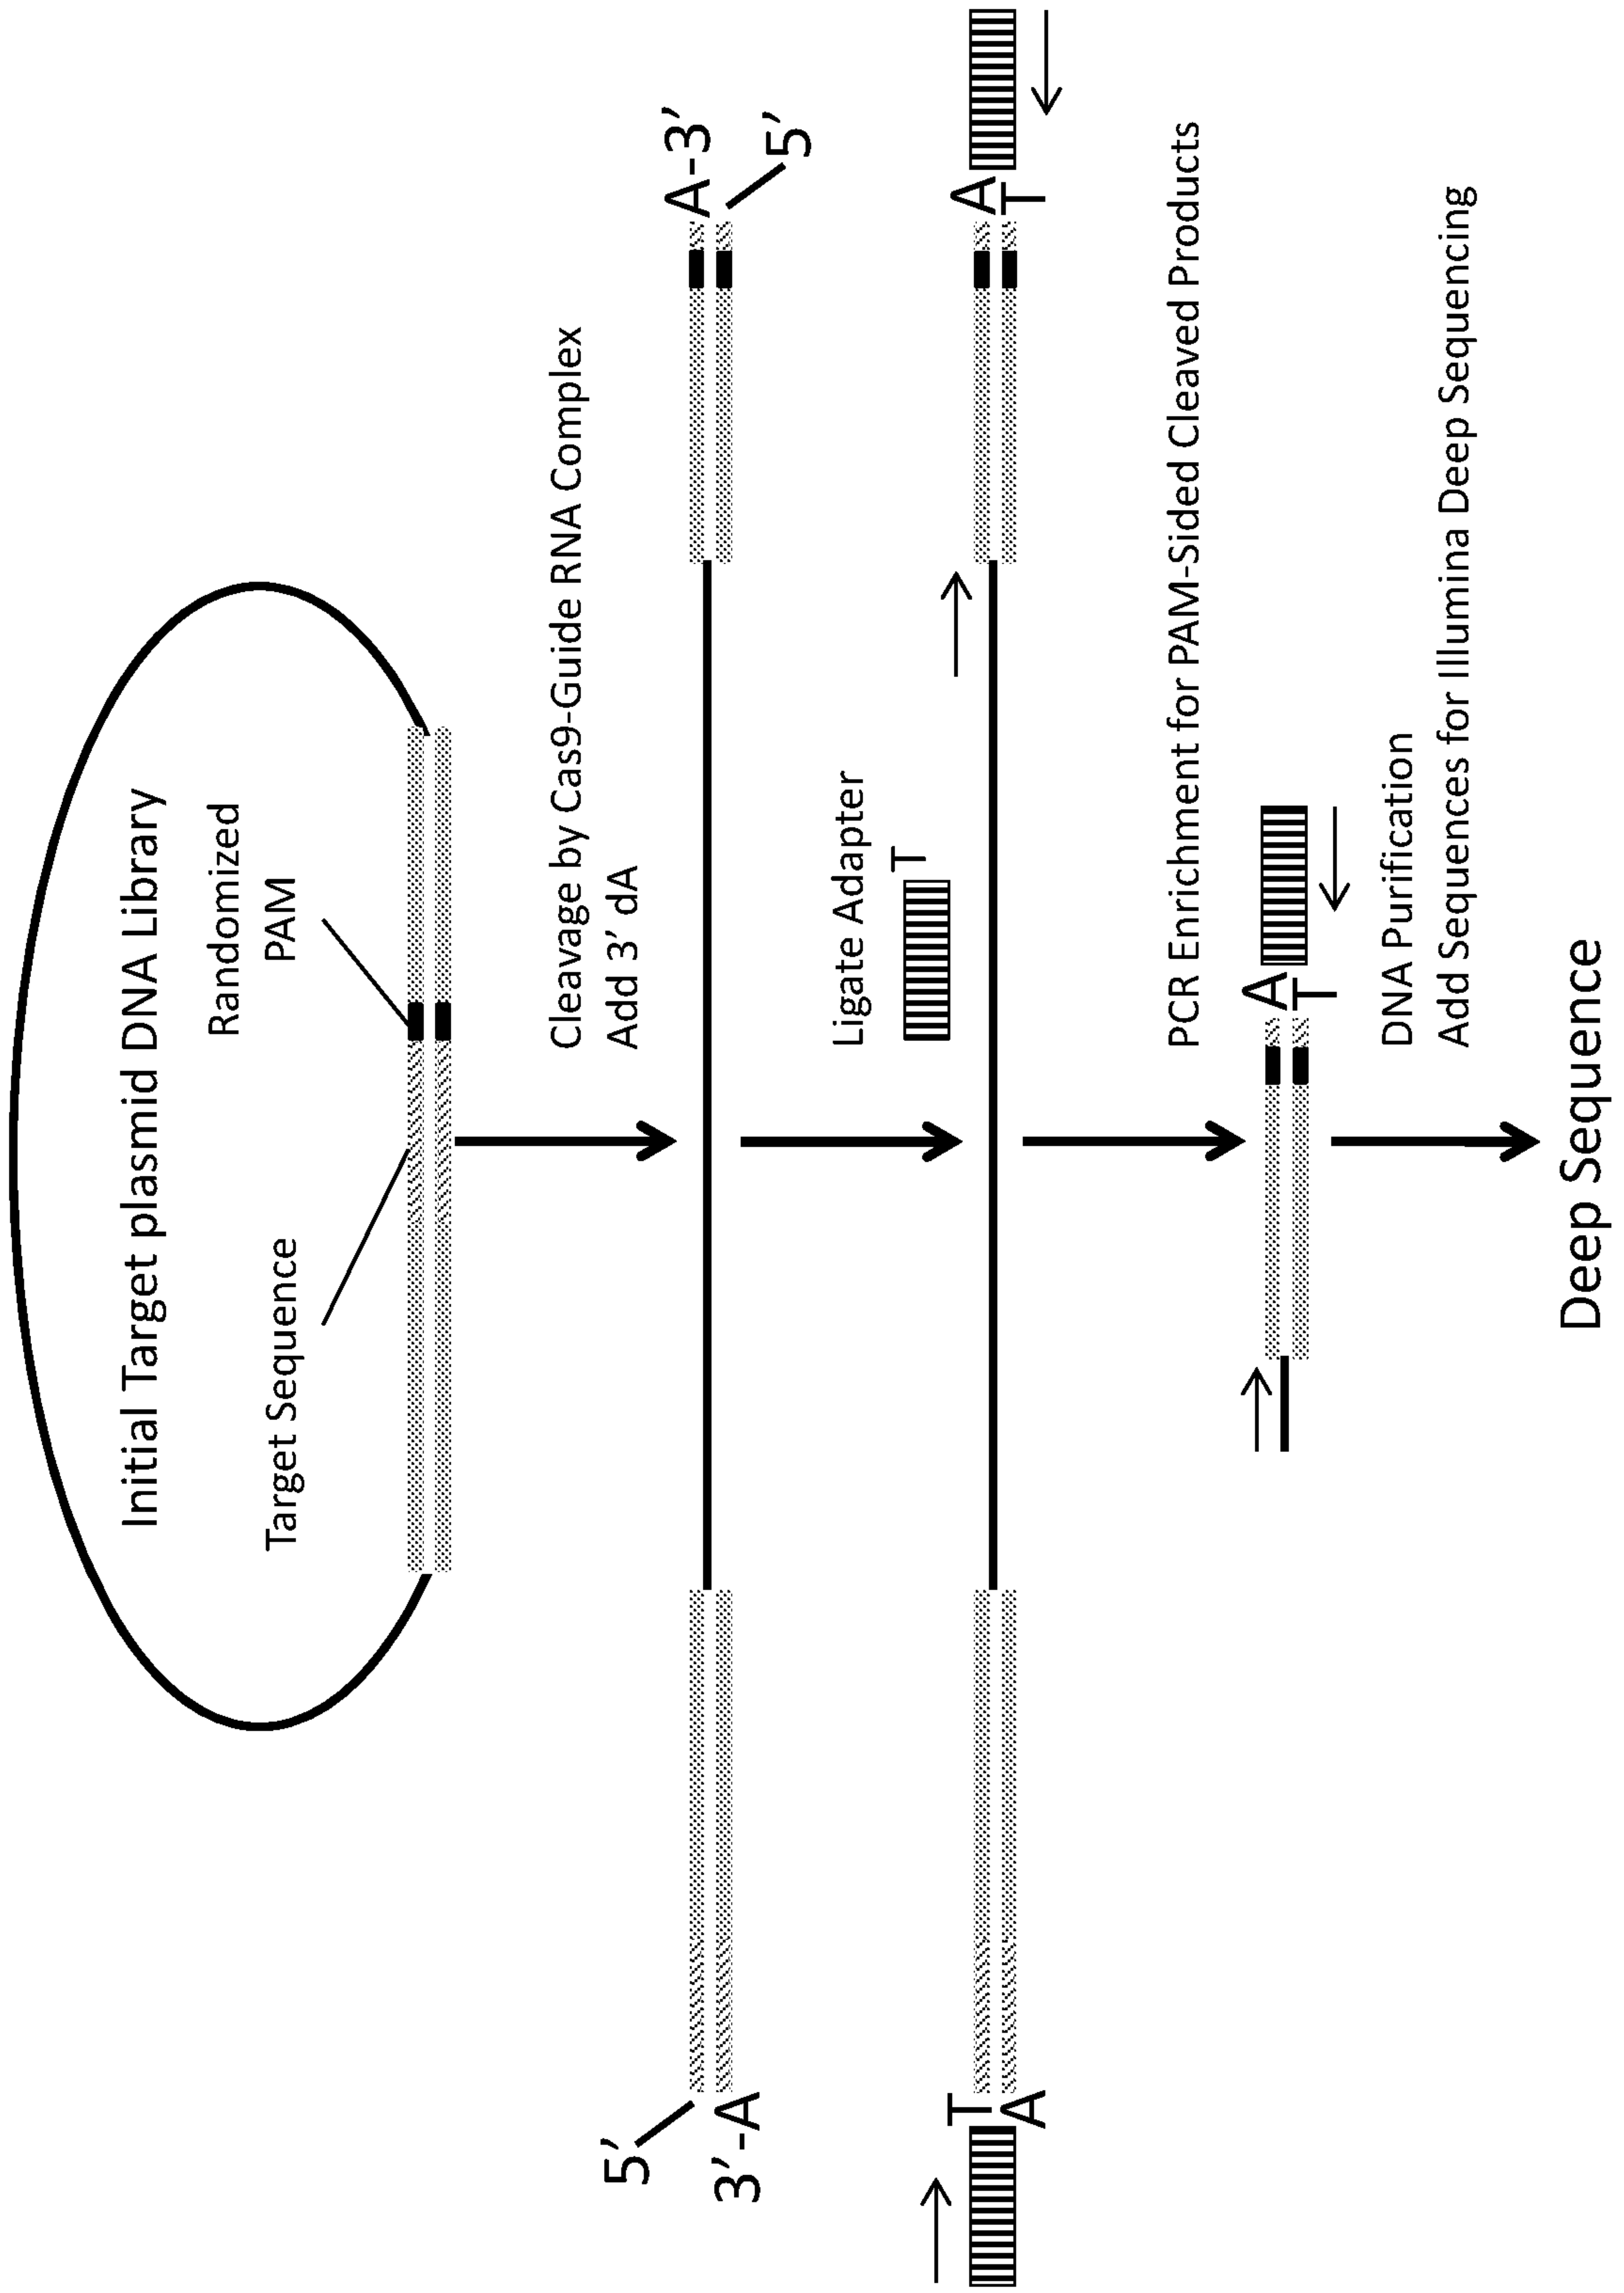 Initial Target plasmid DNA Library
Target Sequence
Randomized
PAM
Cleavage by Cas9-Guide RNA Complex
Add 3’ dA
5’
A-3’
3’-A
5’
Ligate Adapter
T
T
A
A
T
PCR Enrichment for PAM-Sided Cleaved Products
A
T
DNA Purification
Add Sequences for Illumina Deep Sequencing
Deep Sequence